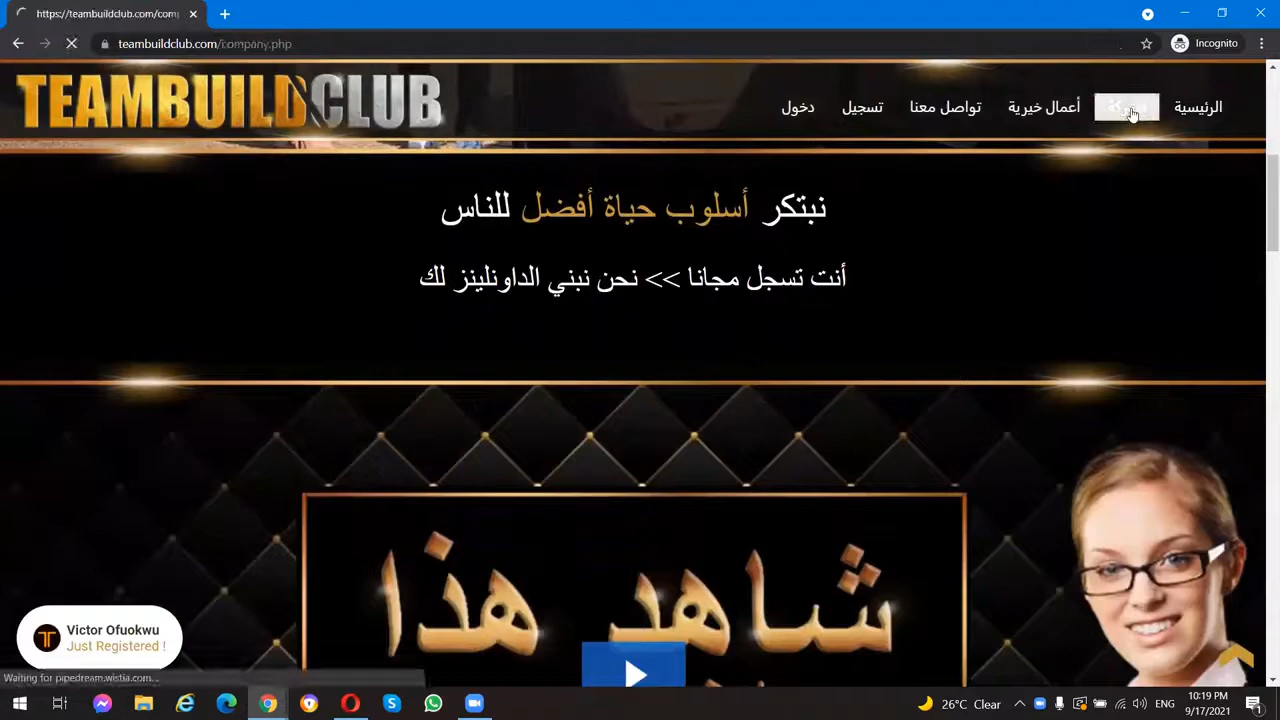 https://teambuildclub.com/com
teambuildclub.com/company.php
Incognito
TEAMBUILDCLUB
الرئيسية
أعمال خيرية
تواصل معنا
تسجيل
دخول
نبتكر أسلوب حياة أفضل للناس
أنت تسجل مجانا >> نحن نبني الداونلينز لك
شاهد هذا
Victor Ofuokwu
Just Registered !
Waiting for pipedream.wistia.com...
26°C Clear
ENG
10:19 PM
9/17/2021
1